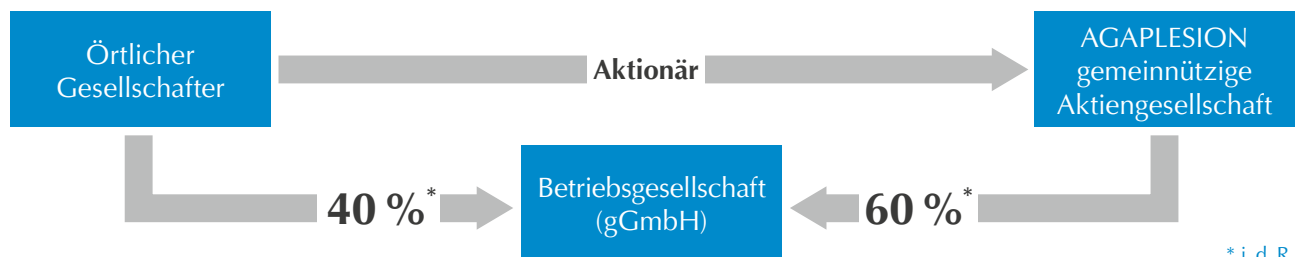 Örtlicher
Gesellschafter
Aktionär
AGAPLESION
gemeinnützige
Aktiengesellschaft
40 %*
Betriebsgesellschaft
(gGmbH)
60 %*
* i. d. R.